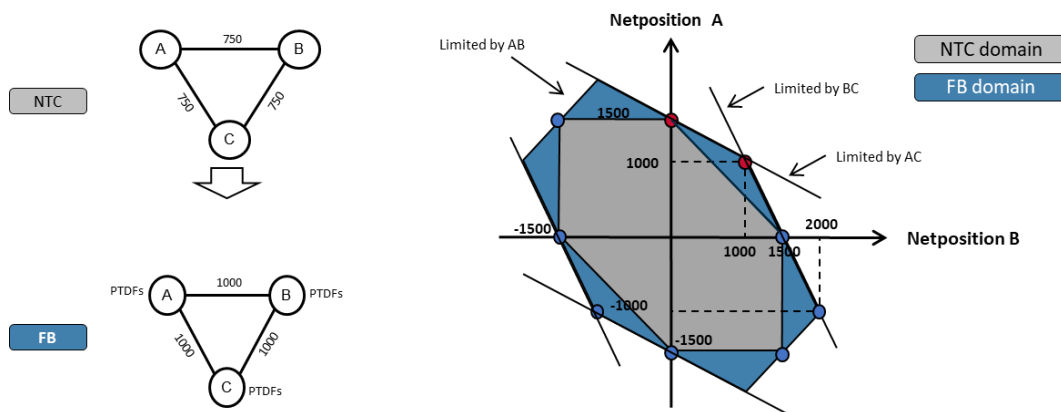 NTC
A
750
B
750
750
C
PTDFs
A
1000
B
PTDFs
FB
1000
1000
C
PTDFs
Netposition A
Limited by AB
NTC domain
FB domain
Limited by BC
1500
1000
Limited by AC
-1500
2000
1000
1500
Netposition B
-1000
-1500